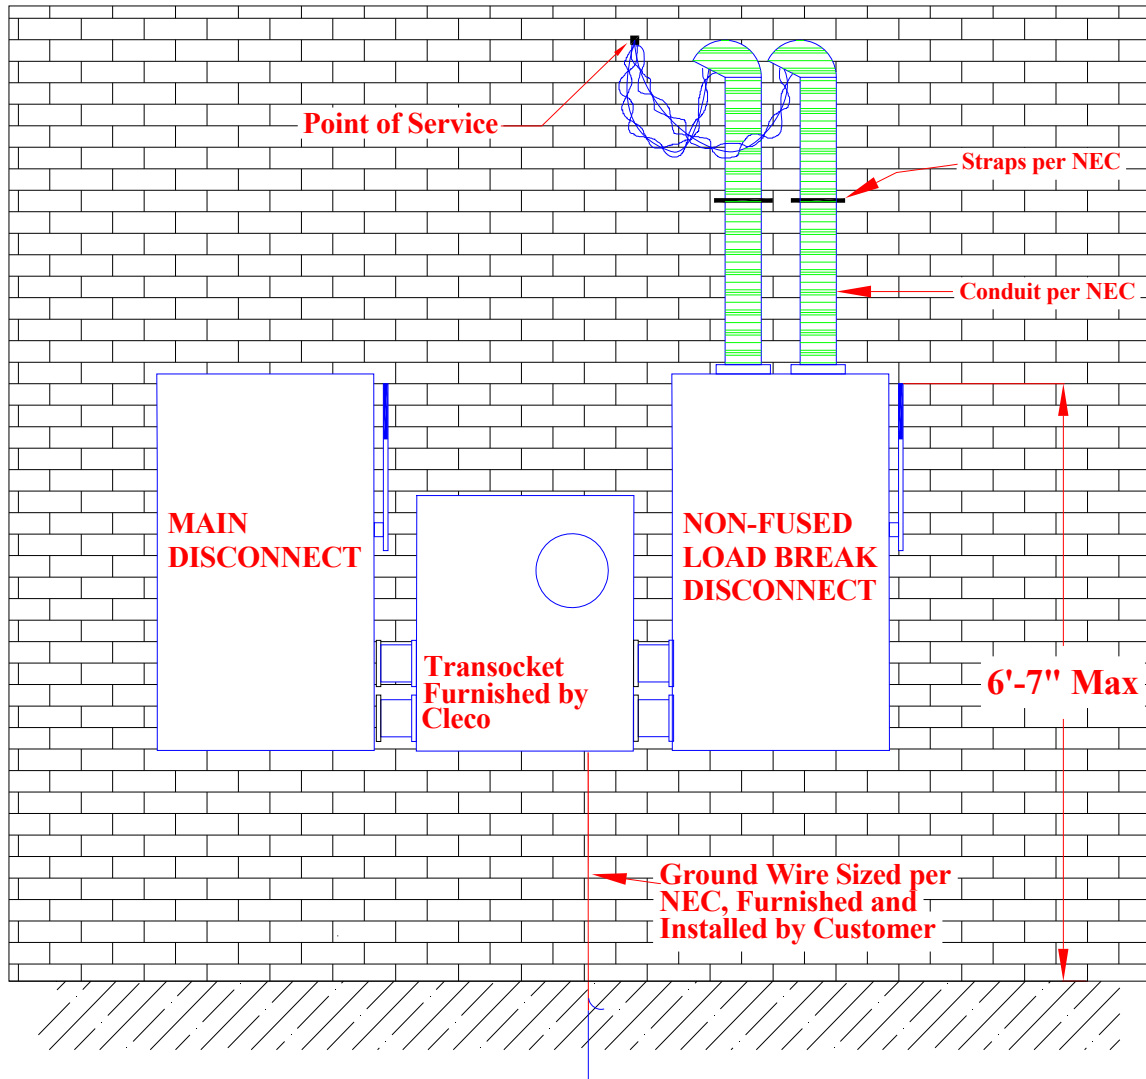 Point of Service
Straps per NEC
Conduit per NEC
MAIN
DISCONNECT
NON-FUSED
LOAD BREAK
DISCONNECT
Transocket
Furnished by
Cleco
6'-7" Max
Ground Wire Sized per
NEC, Furnished and
Installed by Customer